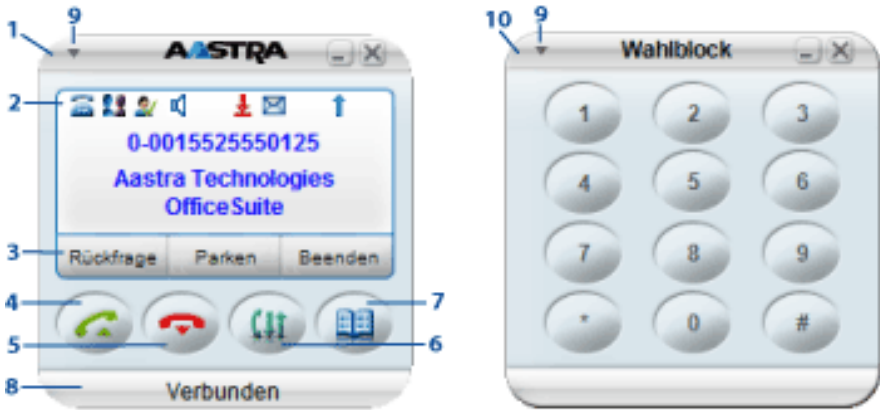 9
1
AASTRA
2
0-0015525550125
Aastra Technologies
OfficeSuite
3
Rückfrage Parken Beenden
4
7
5
6
8
Verbunden
10
9
Wahlblock
1 2 3
4 5 6
7 8 9
* 0 #